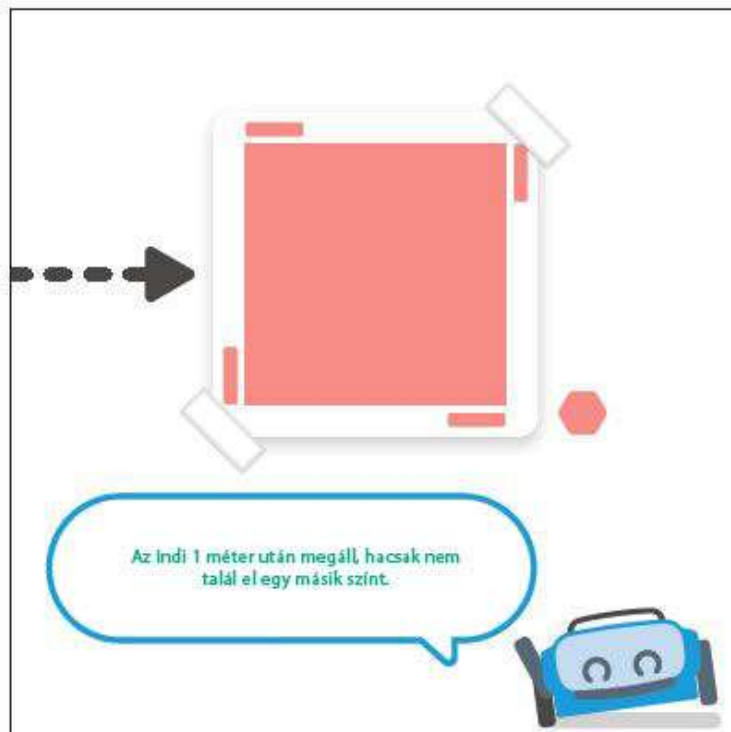 Az Indi 1 méter után megáll, hacsak nem
talál el egy másik színt.